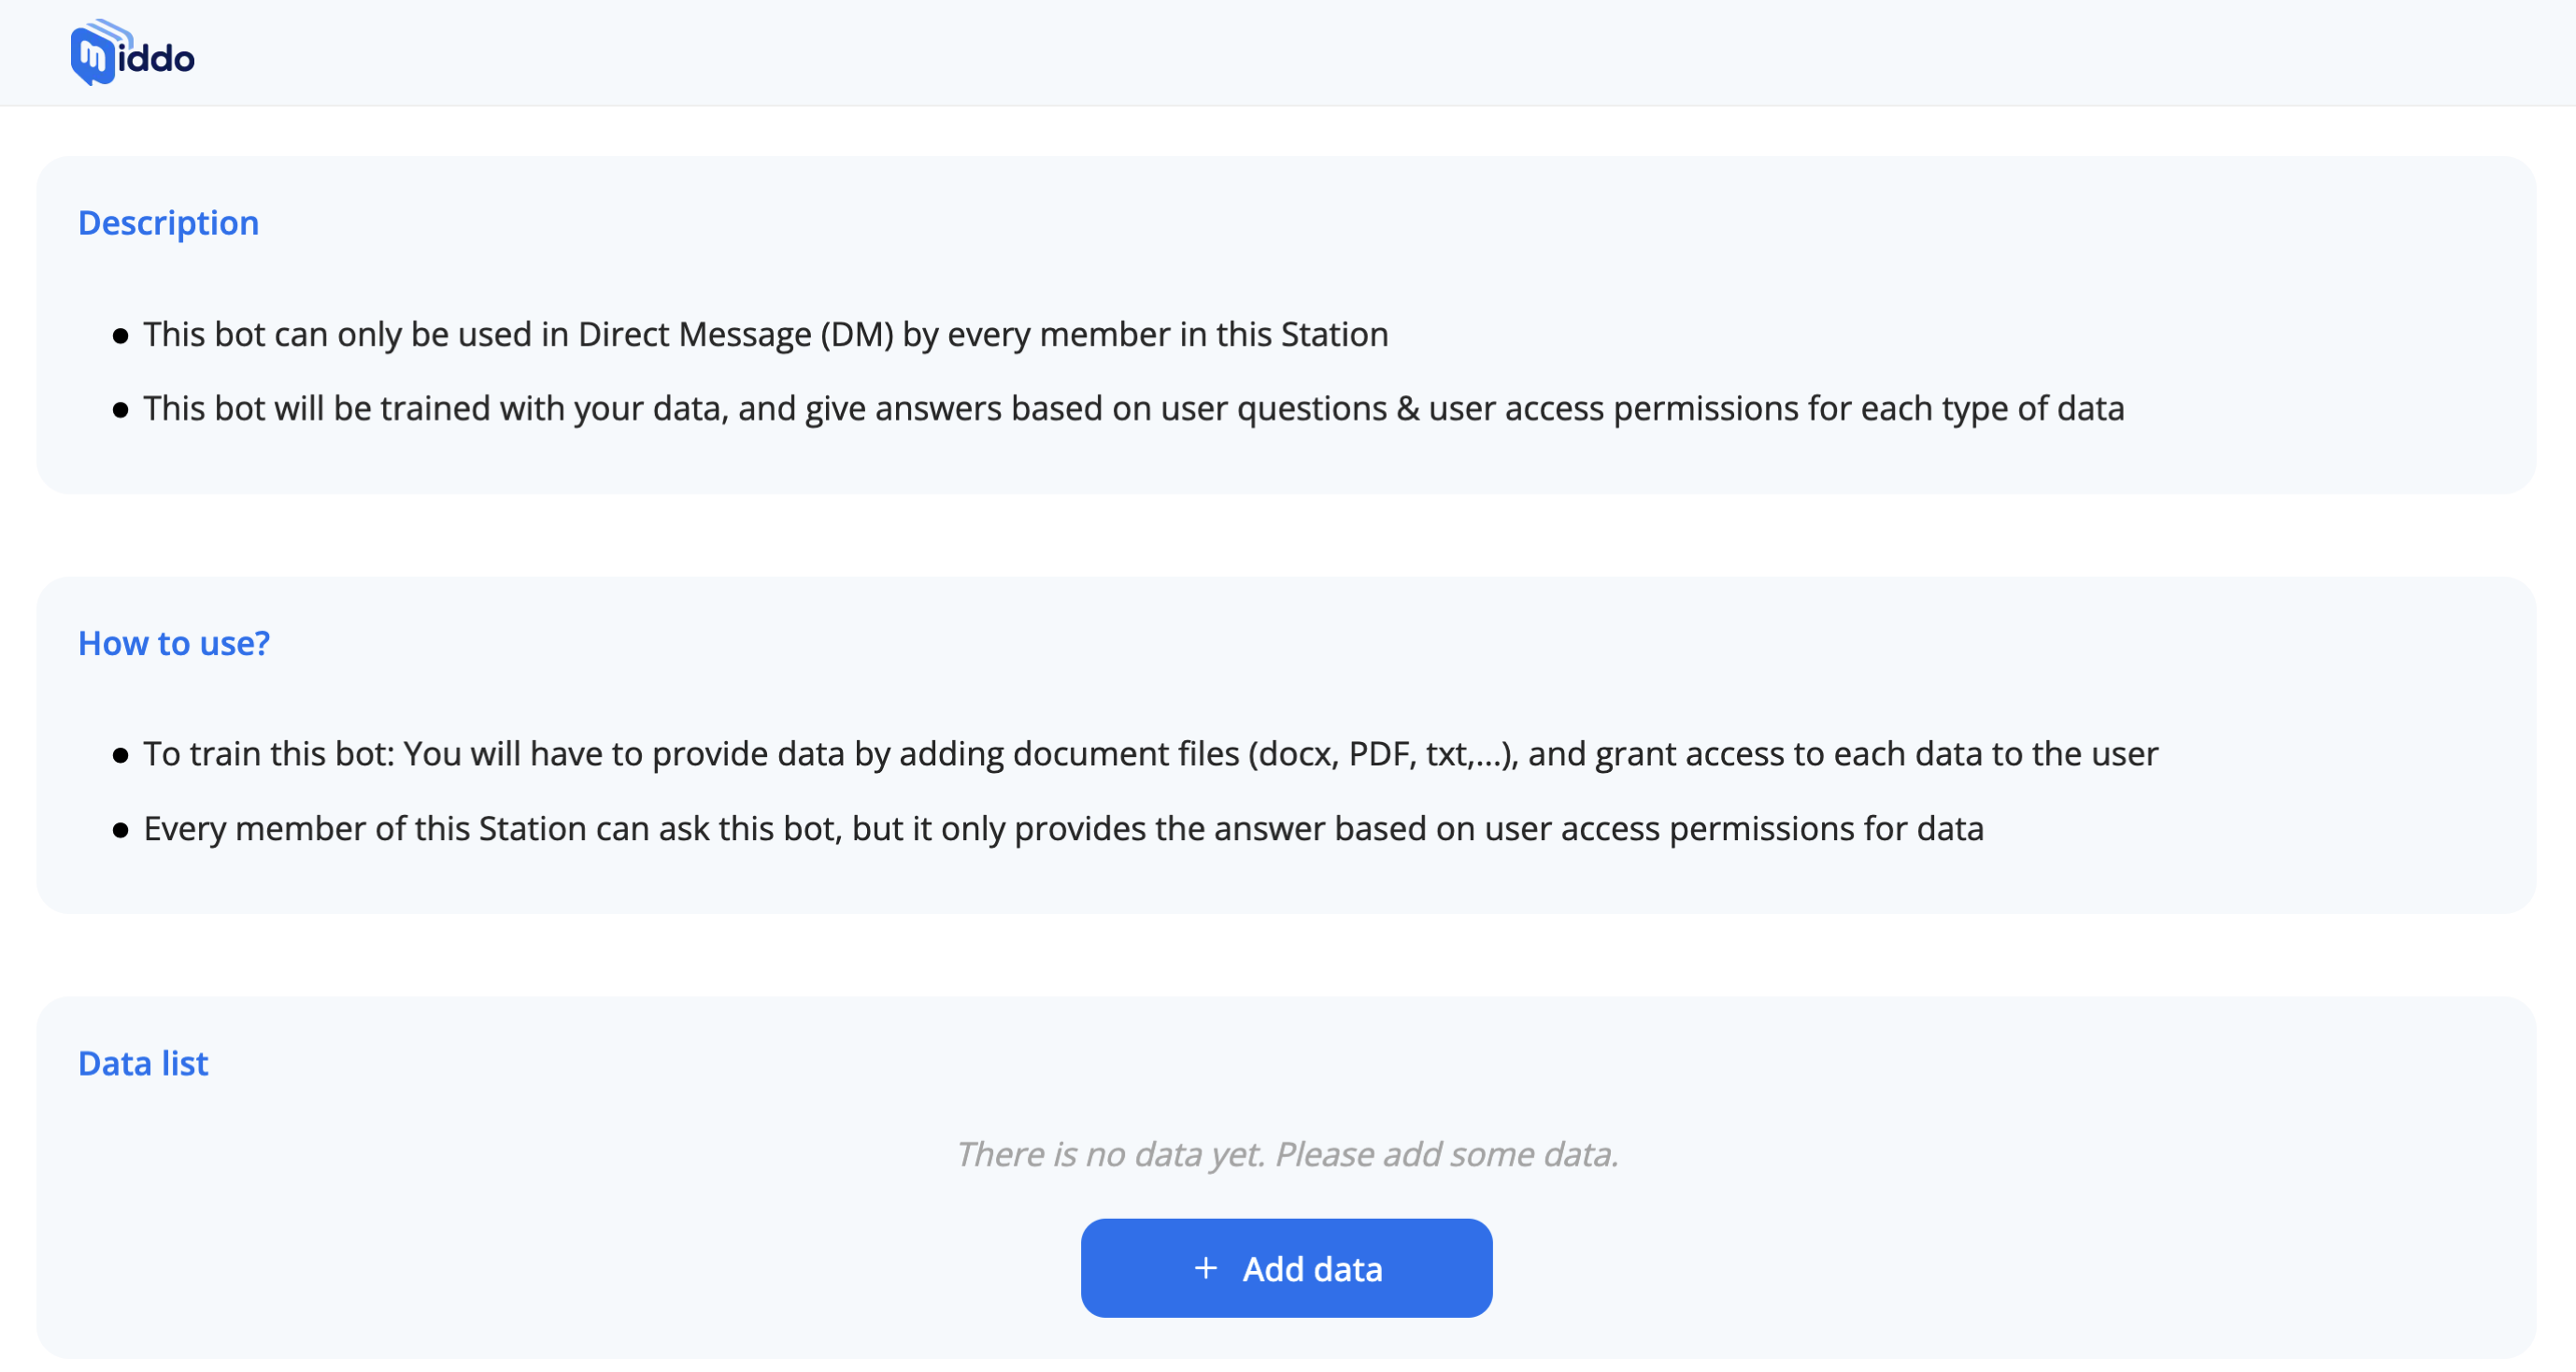 middo
Description
● This bot can only be used in Direct Message (DM) by every member in this Station
● This bot will be trained with your data, and give answers based on user questions & user access permissions for each type of data
How to use?
● To train this bot: You will have to provide data by adding document files (docx, PDF, txt,...), and grant access to each data to the user
● Every member of this Station can ask this bot, but it only provides the answer based on user access permissions for data
Data list
There is no data yet. Please add some data.
+ Add data